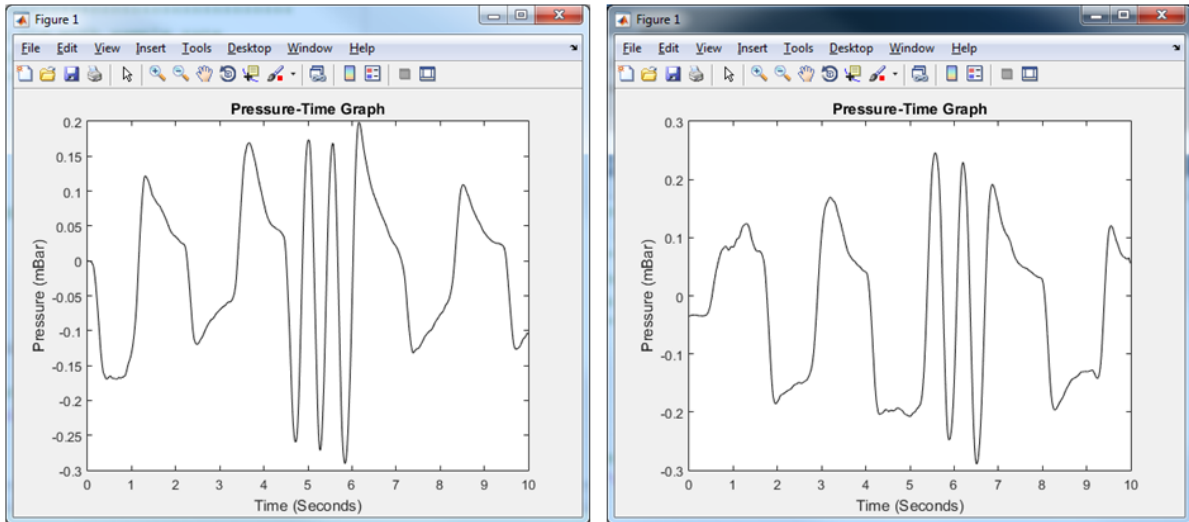 Figure 1
File Edit View Insert Tools Desktop Window Help
Pressure-Time Graph
Pressure (mBar)
0.2
0.15
0.1
0.05
0
-0.05
-0.1
-0.15
-0.2
-0.25
-0.3
0 1 2 3 4 5 6 7 8 9 10
Time (Seconds)
Figure 1
File Edit View Insert Tools Desktop Window Help
Pressure-Time Graph
Pressure (mBar)
0.3
0.2
0.1
0
-0.1
-0.2
-0.3
0 1 2 3 4 5 6 7 8 9 10
Time (Seconds)